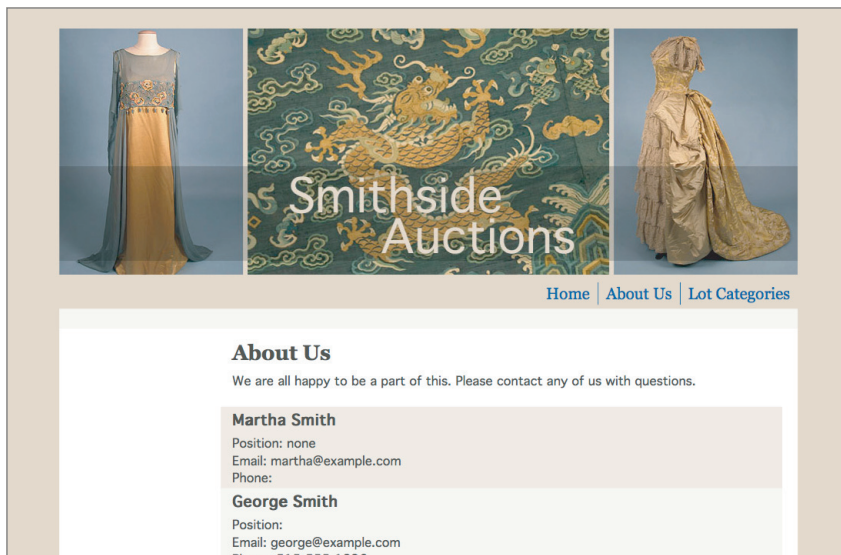 Smithside
Auctions
Home About Us Lot Categories
About Us
We are all happy to be a part of this. Please contact any of us with questions.
Martha Smith
Position: none
Email: martha@example.com
Phone:
George Smith
Position:
Email: george@example.com